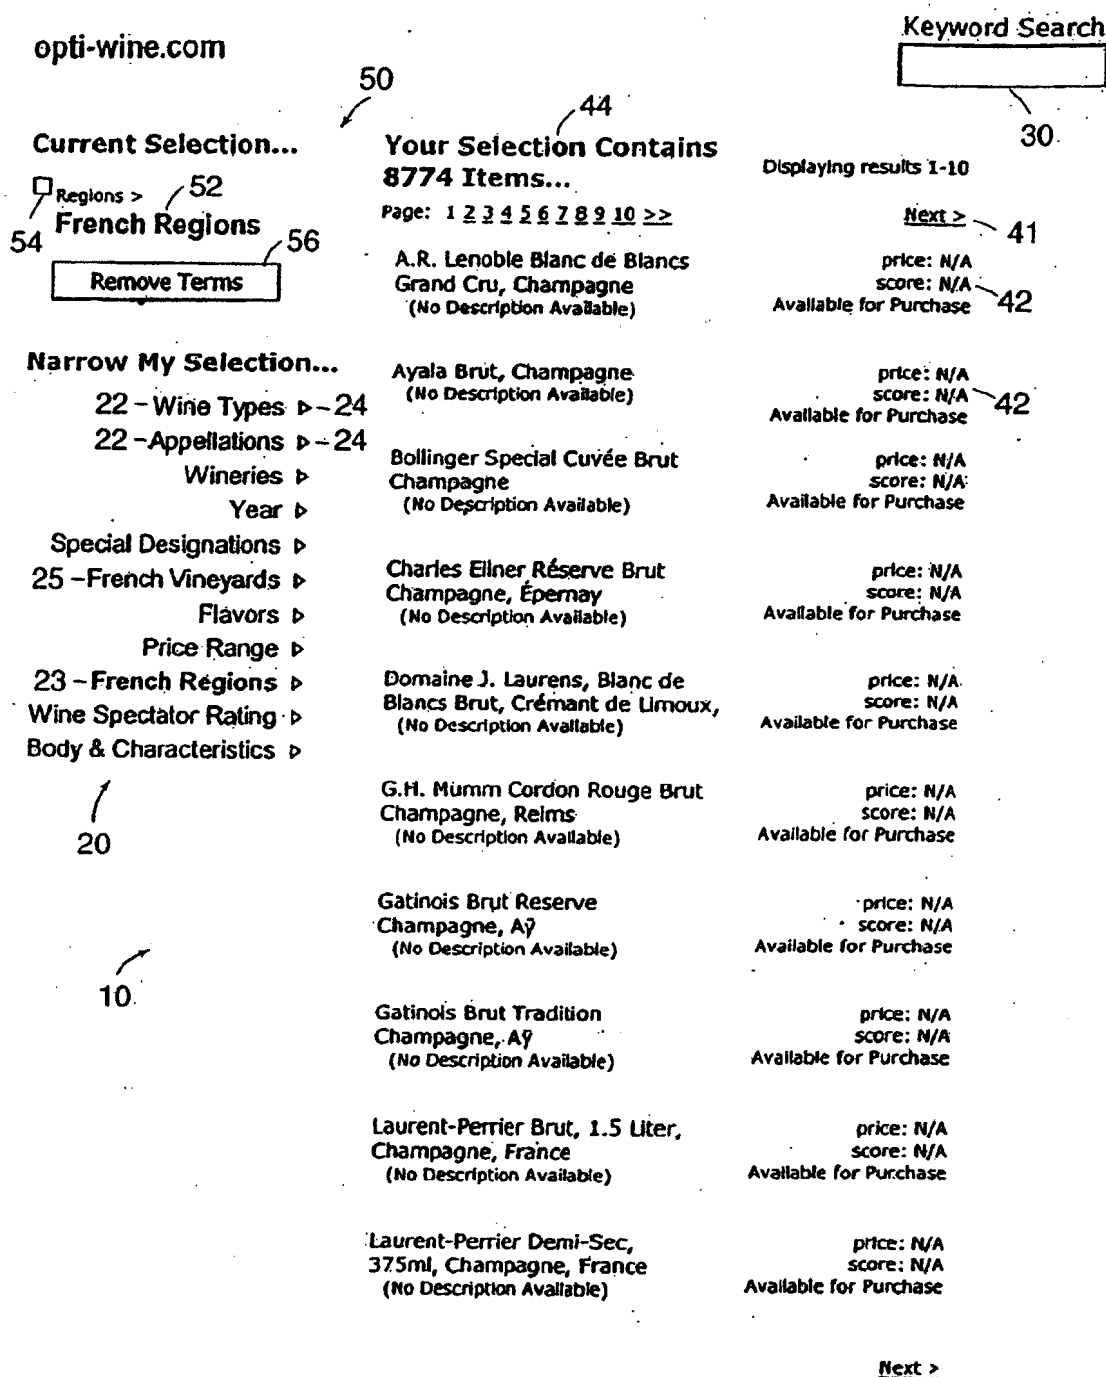 opti-wine.com
Keyword Search
30
50
Current Selection...
Regions >
52
French Regions
54
56
Remove Terms
Narrow My Selection...
22 – Wine Types ▷ – 24
22 – Appellations ▷ – 24
Wineries ▷
Year ▷
Special Designations ▷
25 – French Vineyards ▷
Flavors ▷
Price Range ▷
23 – French Regions ▷
Wine Spectator Rating ▷
Body & Characteristics ▷
20
10
44
Your Selection Contains
8774 Items...
Displaying results 1-10
Page: 1 2 3 4 5 6 7 8 9 10 >>
Next >
41
A.R. Lenoble Blanc de Blancs
Grand Cru, Champagne
(No Description Available)
price: N/A
score: N/A
42
Available for Purchase
Ayala Brut, Champagne
(No Description Available)
price: N/A
score: N/A
42
Available for Purchase
Bollinger Special Cuvée Brut
Champagne
(No Description Available)
price: N/A
score: N/A
Available for Purchase
Charles Ellner Réserve Brut
Champagne, Épernay
(No Description Available)
price: N/A
score: N/A
Available for Purchase
Domaine J. Laurens, Blanc de
Blancs Brut, Crémant de Limoux,
(No Description Available)
price: N/A
score: N/A
Available for Purchase
G.H. Mumm Cordon Rouge Brut
Champagne, Reims
(No Description Available)
price: N/A
score: N/A
Available for Purchase
Gatinois Brut Reserve
Champagne, Aÿ
(No Description Available)
price: N/A
score: N/A
Available for Purchase
Gatinois Brut Tradition
Champagne, Aÿ
(No Description Available)
price: N/A
score: N/A
Available for Purchase
Laurent-Perrier Brut, 1.5 Liter,
Champagne, France
(No Description Available)
price: N/A
score: N/A
Available for Purchase
Laurent-Perrier Demi-Sec,
375ml, Champagne, France
(No Description Available)
price: N/A
score: N/A
Available for Purchase
Next >